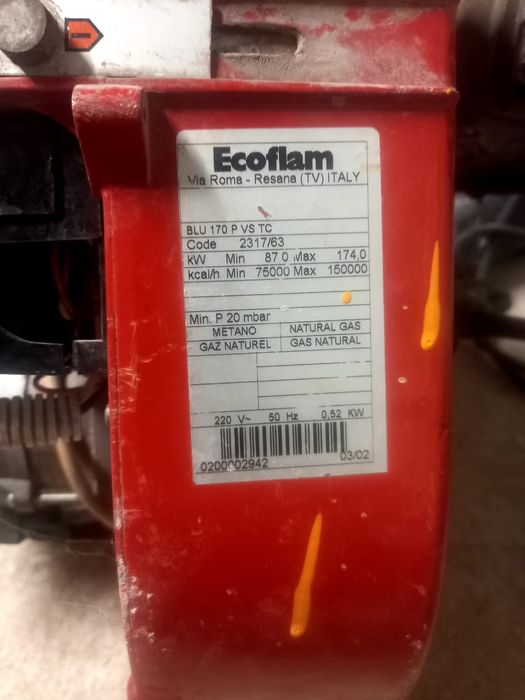 Ecoflam
Via Roma - Resana (TV) ITALY
BLU 170 P VS TC
Code 2317/63
kW Min 87,0 Max 174,0
kcal/h Min 75000 Max 150000
Min. P 20 mbar
METANO NATURAL GAS
GAZ NATUREL GAS NATURAL
220 V~ 50 Hz 0,52 KW
0200002942 03/02